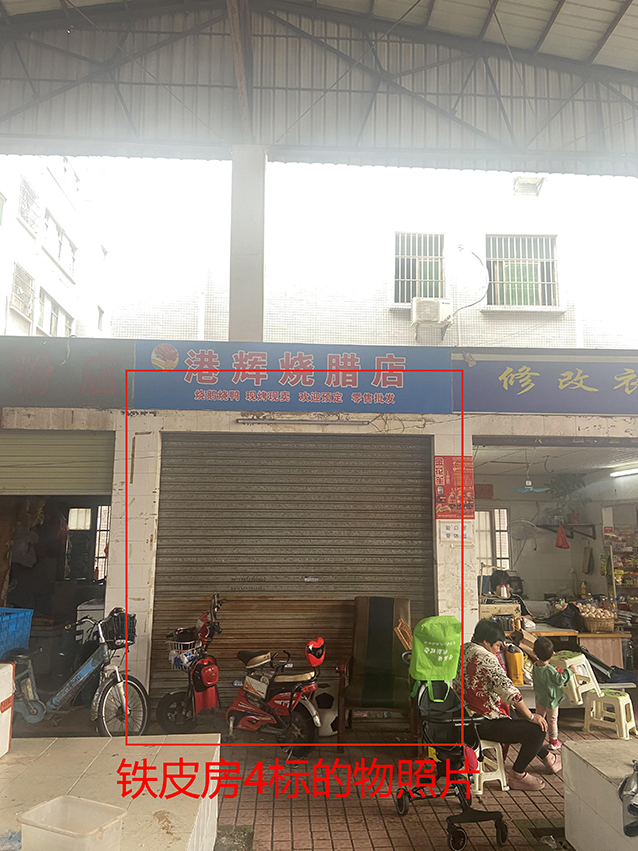 港辉烧腊店
烧鹅烧鸭 现烤现卖 欢迎预定 零售批发
修改衣
铁皮房4标的物照片